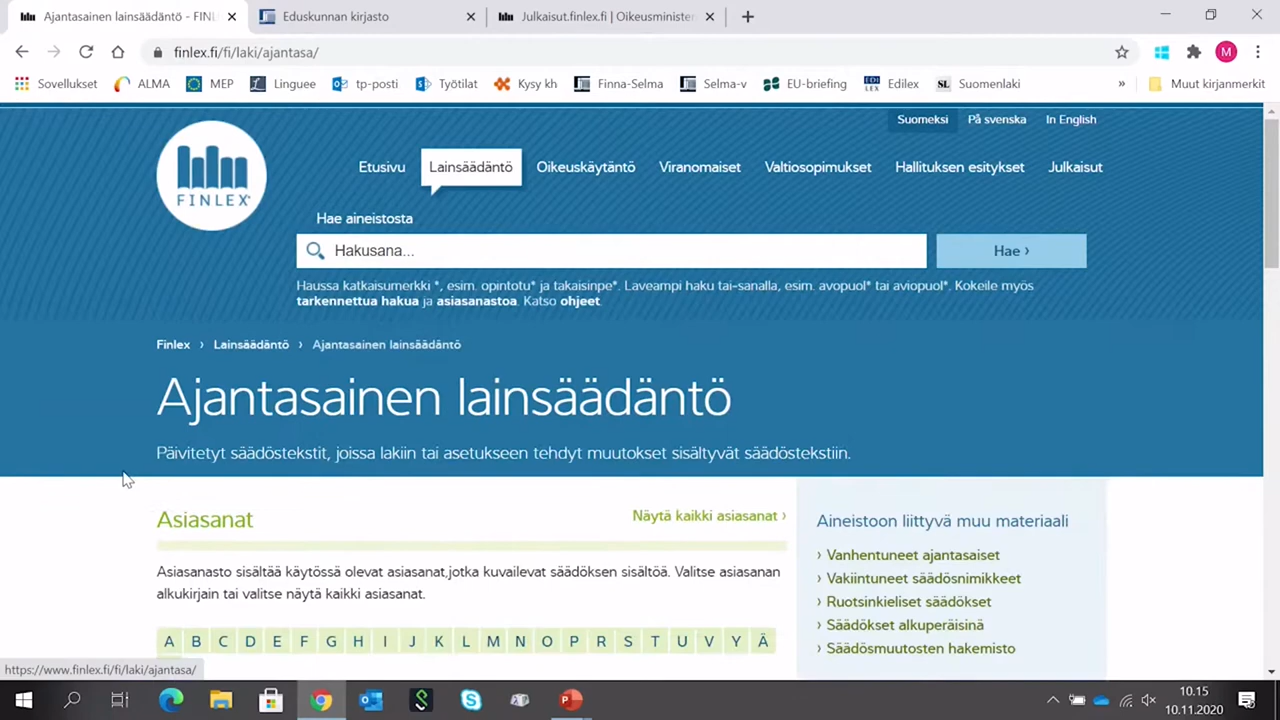 Ajantasainen lainsäädäntö - FINL
Eduskunnan kirjasto
Julkaisut.finlex.fi | Oikeusminister
finlex.fi/fi/laki/ajantasa/
M
Sovellukset
ALMA
MEP
Linguee
tp-posti
Työtilat
Kysy kh
Finna-Selma
Selma-v
EU-briefing
EDI
LEX
Edilex
SL
Suomenlaki
»
Muut kirjanmerkit
Suomeksi
På svenska
In English
FINLEX®
Etusivu
Lainsäädäntö
Oikeuskäytäntö
Viranomaiset
Valtiosopimukset
Hallituksen esitykset
Julkaisut
Hae aineistosta
Hakusana...
Hae ›
Haussa katkaisumerkki *, esim. opintotu* ja takaisinpe*. Laveampi haku tai-sanalla, esim. avopuol* tai aviopuol*. Kokeile myös
tarkennettua hakua ja asiasanastoa. Katso ohjeet.
Finlex › Lainsäädäntö › Ajantasainen lainsäädäntö
Ajantasainen lainsäädäntö
Päivitetyt säädöstekstit, joissa lakiin tai asetukseen tehdyt muutokset sisältyvät säädöstekstiin.
Asiasanat
Näytä kaikki asiasanat ›
Asiasanasto sisältää käytössä olevat asiasanat,jotka kuvailevat säädöksen sisältöä. Valitse asiasanan
alkukirjain tai valitse näytä kaikki asiasanat.
A B C D E F G H I J K L M N O P R S T U V Y Ä
Aineistoon liittyvä muu materiaali
› Vanhentuneet ajantasaiset
› Vakiintuneet säädösnimikkeet
› Ruotsinkieliset säädökset
› Säädökset alkuperäisinä
› Säädösmuutosten hakemisto
https://www.finlex.fi/fi/laki/ajantasa/
10.15
10.11.2020